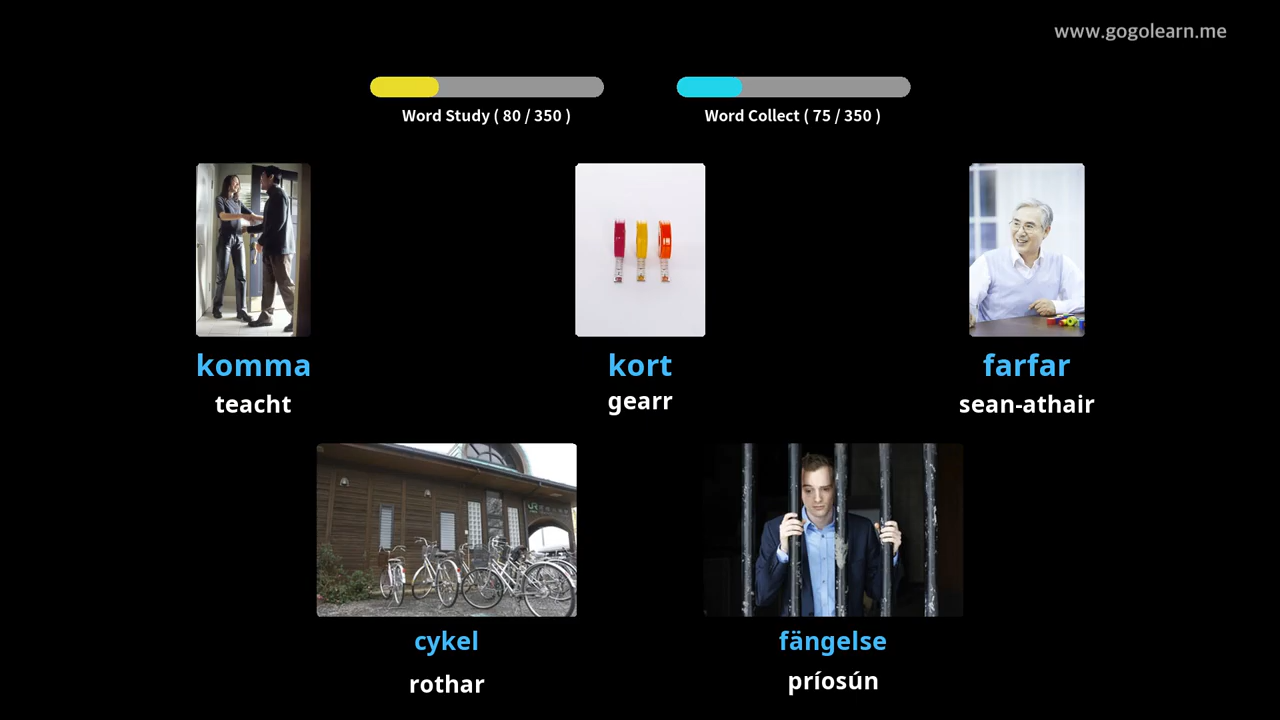 www.gogolearn.me
Word Study ( 80 / 350 )
Word Collect ( 75 / 350 )
komma
teacht
kort
gearr
farfar
sean-athair
JR
cykel
rothar
fängelse
príosún